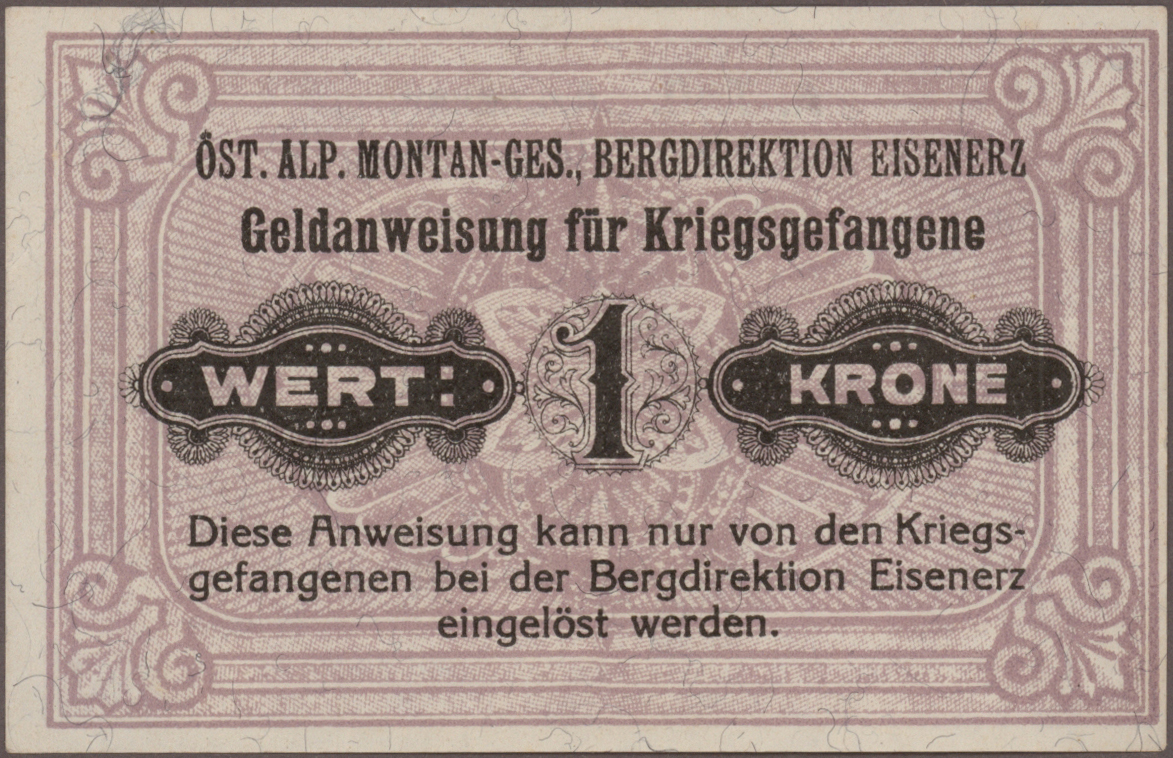 ÖST. ALP. MONTAN-GES., BERGDIREKTION EISENERZ
Geldanweisung für Kriegsgefangene
WERT: 1 KRONE
Diese Anweisung kann nur von den Kriegs-
gefangenen bei der Bergdirektion Eisenerz
eingelöst werden.